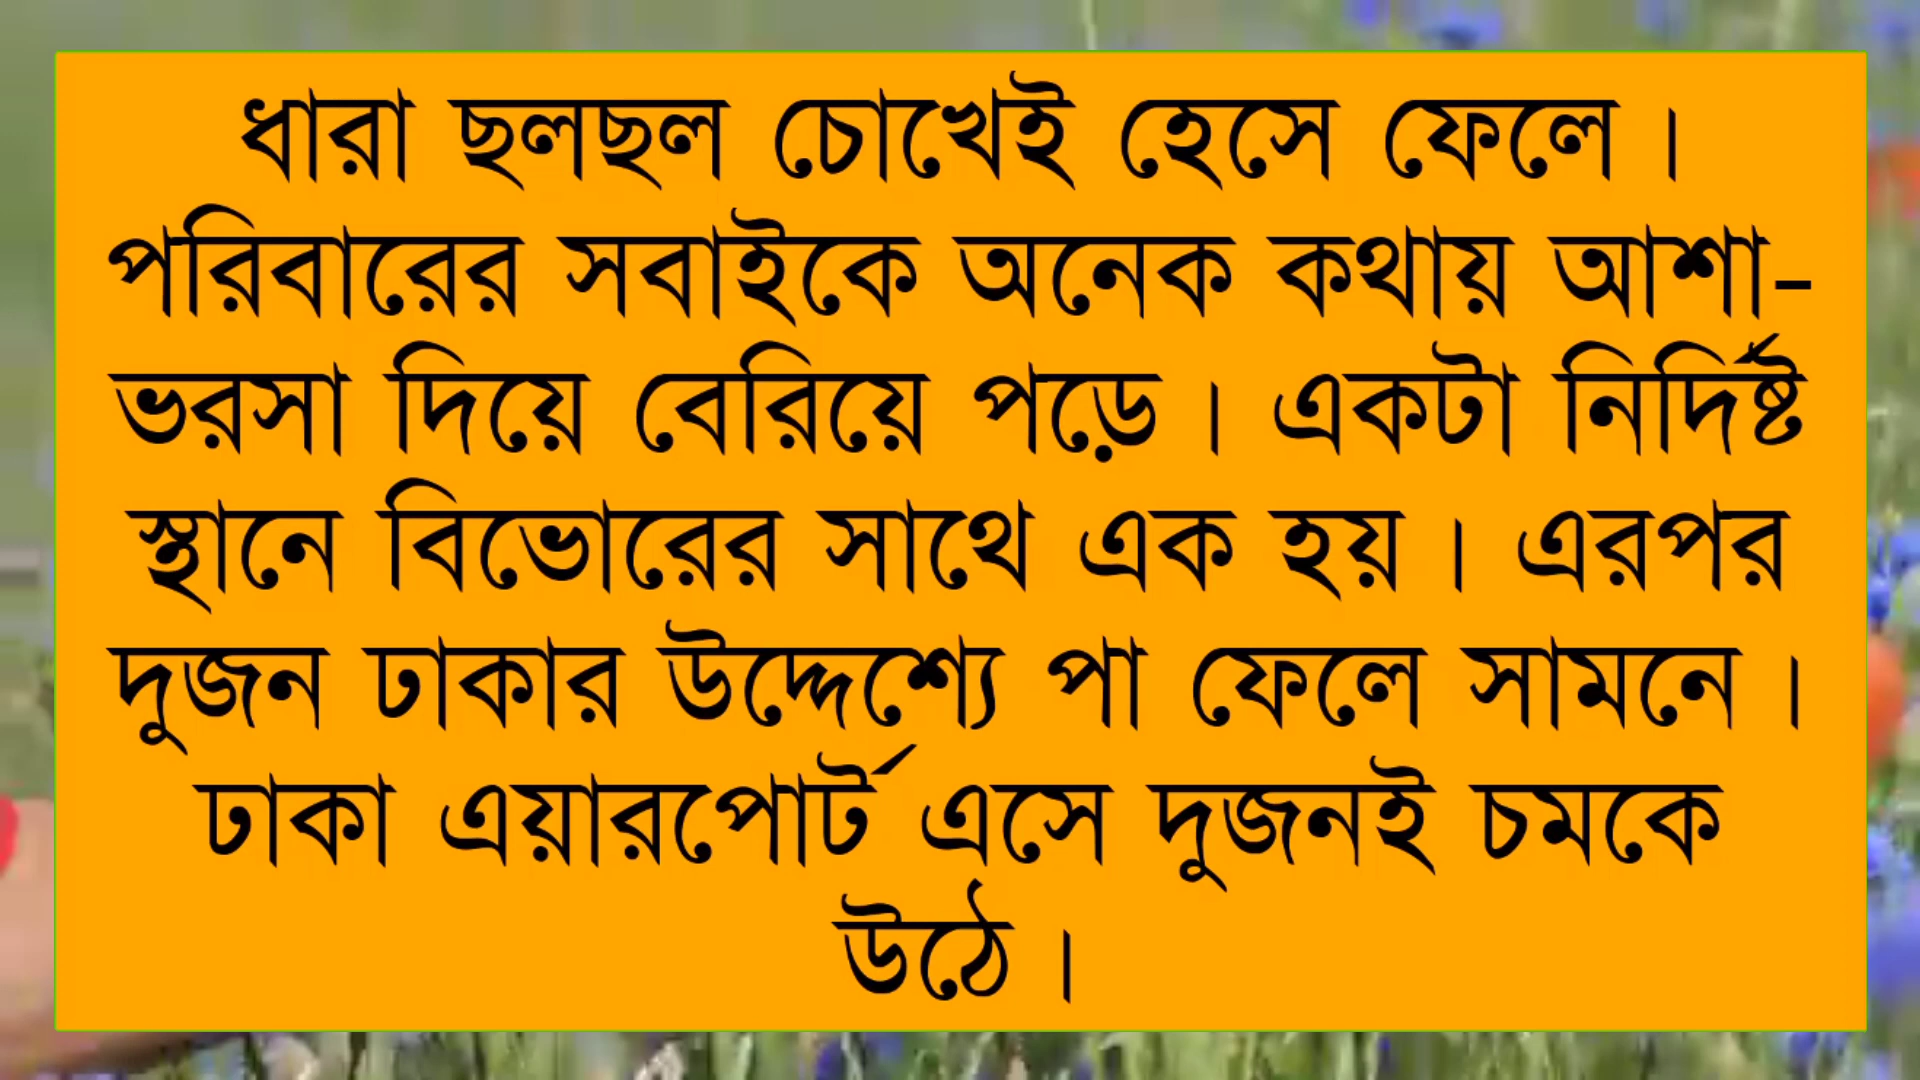 ধারা ছলছল চোখেই হেসে ফেলে।
পরিবারের সবাইকে অনেক কথায় আশা-
ভরসা দিয়ে বেরিয়ে পড়ে। একটা নির্দিষ্ট
স্থানে বিভোরের সাথে এক হয়। এরপর
দুজন ঢাকার উদ্দেশ্যে পা ফেলে সামনে।
ঢাকা এয়ারপোর্ট এসে দুজনই চমকে
উঠে।